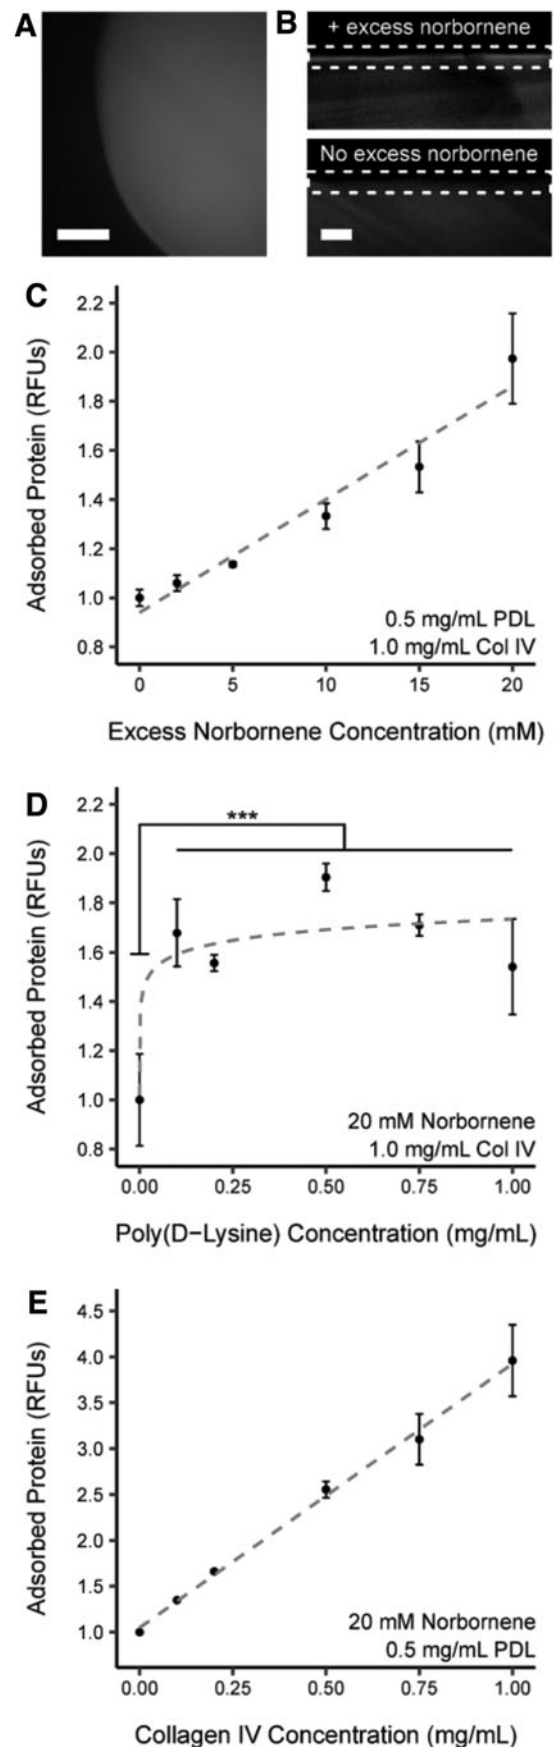 A
B
+ excess norbornene
No excess norbornene
C
Adsorbed Protein (RFUs)
2.2
2.0
1.8
1.6
1.4
1.2
1.0
0.8
0.5 mg/mL PDL
1.0 mg/mL Col IV
0 5 10 15 20
Excess Norbornene Concentration (mM)
D
Adsorbed Protein (RFUs)
2.2
2.0
1.8
1.6
1.4
1.2
1.0
0.8
***
20 mM Norbornene
1.0 mg/mL Col IV
0.00 0.25 0.50 0.75 1.00
Poly(D−Lysine) Concentration (mg/mL)
E
Adsorbed Protein (RFUs)
4.5
4.0
3.5
3.0
2.5
2.0
1.5
1.0
20 mM Norbornene
0.5 mg/mL PDL
0.00 0.25 0.50 0.75 1.00
Collagen IV Concentration (mg/mL)